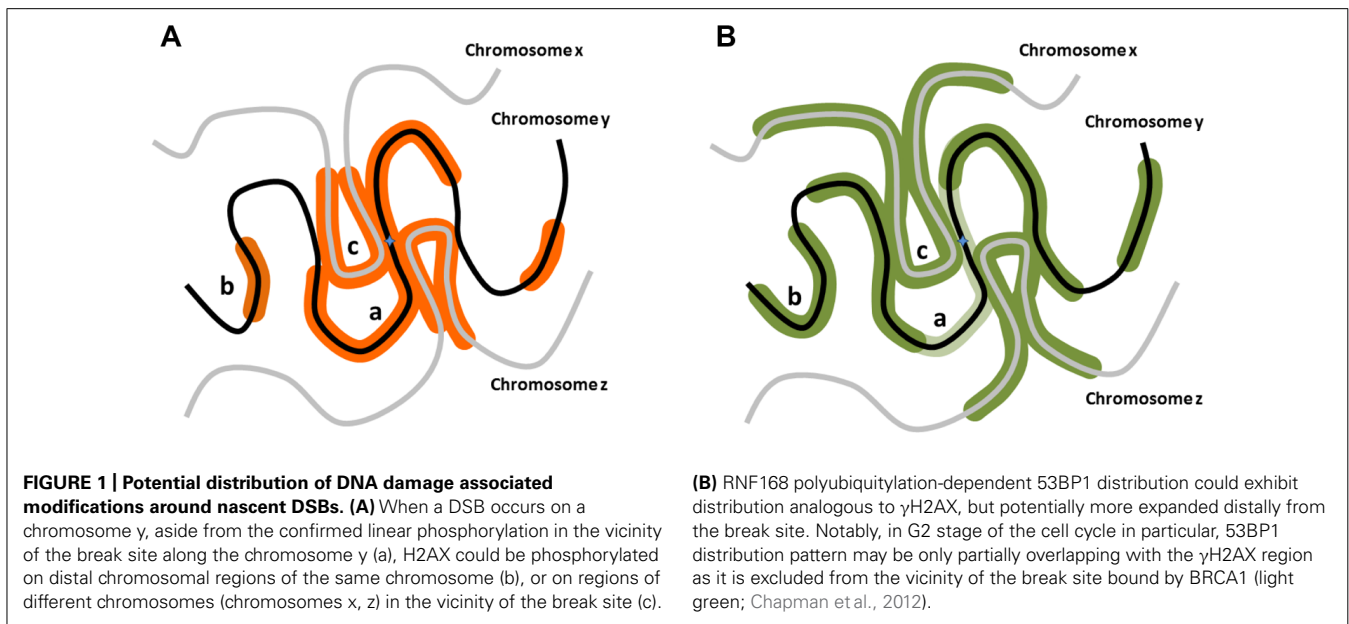 A
Chromosome x
Chromosome y
c
b
a
Chromosome z
B
Chromosome x
Chromosome y
c
b
a
Chromosome z
FIGURE 1 | Potential distribution of DNA damage associated
modifications around nascent DSBs. (A) When a DSB occurs on a
chromosome y, aside from the confirmed linear phosphorylation in the vicinity
of the break site along the chromosome y (a), H2AX could be phosphorylated
on distal chromosomal regions of the same chromosome (b), or on regions of
different chromosomes (chromosomes x, z) in the vicinity of the break site (c).
(B) RNF168 polyubiquitylation-dependent 53BP1 distribution could exhibit
distribution analogous to γH2AX, but potentially more expanded distally from
the break site. Notably, in G2 stage of the cell cycle in particular, 53BP1
distribution pattern may be only partially overlapping with the γH2AX region
as it is excluded from the vicinity of the break site bound by BRCA1 (light
green; Chapman et al., 2012).